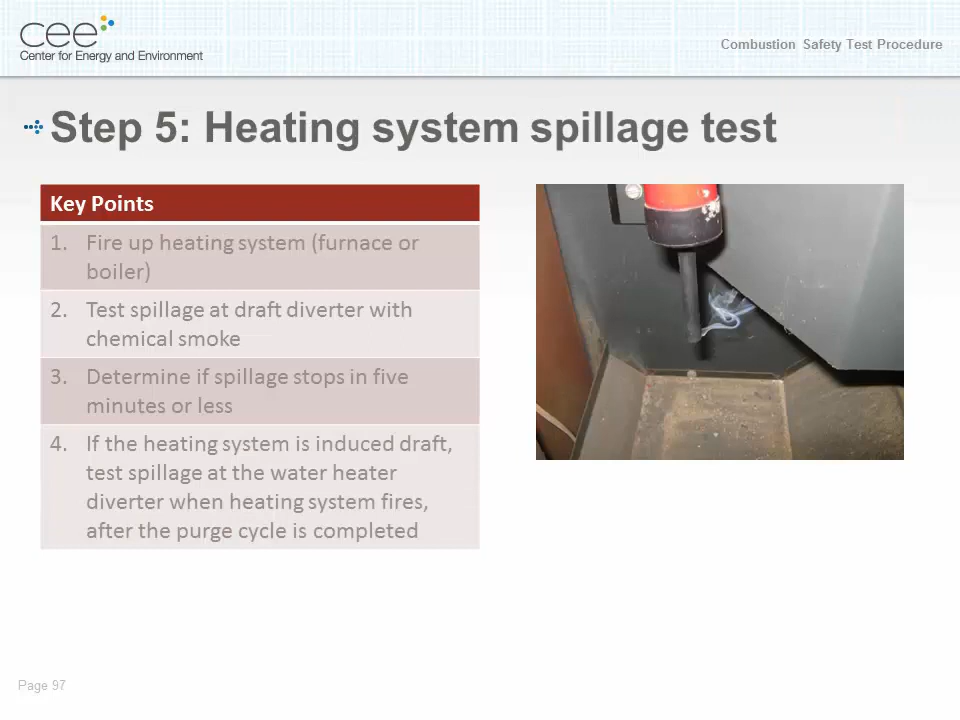 cee
Center for Energy and Environment
Combustion Safety Test Procedure
Step 5: Heating system spillage test
Key Points
1. Fire up heating system (furnace or
boiler)
2. Test spillage at draft diverter with
chemical smoke
3. Determine if spillage stops in five
minutes or less
4. If the heating system is induced draft,
test spillage at the water heater
diverter when heating system fires,
after the purge cycle is completed
Page 97